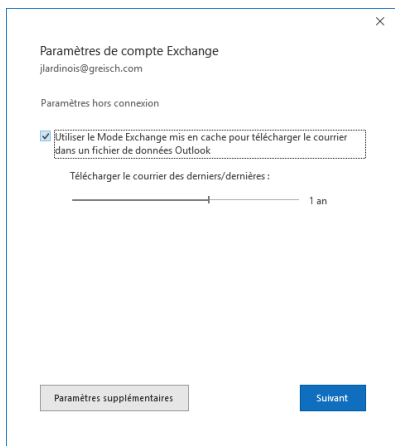 Paramètres de compte Exchange
jlardinois@greisch.com
Paramètres hors connexion
Utiliser le Mode Exchange mis en cache pour télécharger le courrier
dans un fichier de données Outlook
Télécharger le courrier des derniers/dernières :
1 an
Paramètres supplémentaires
Suivant